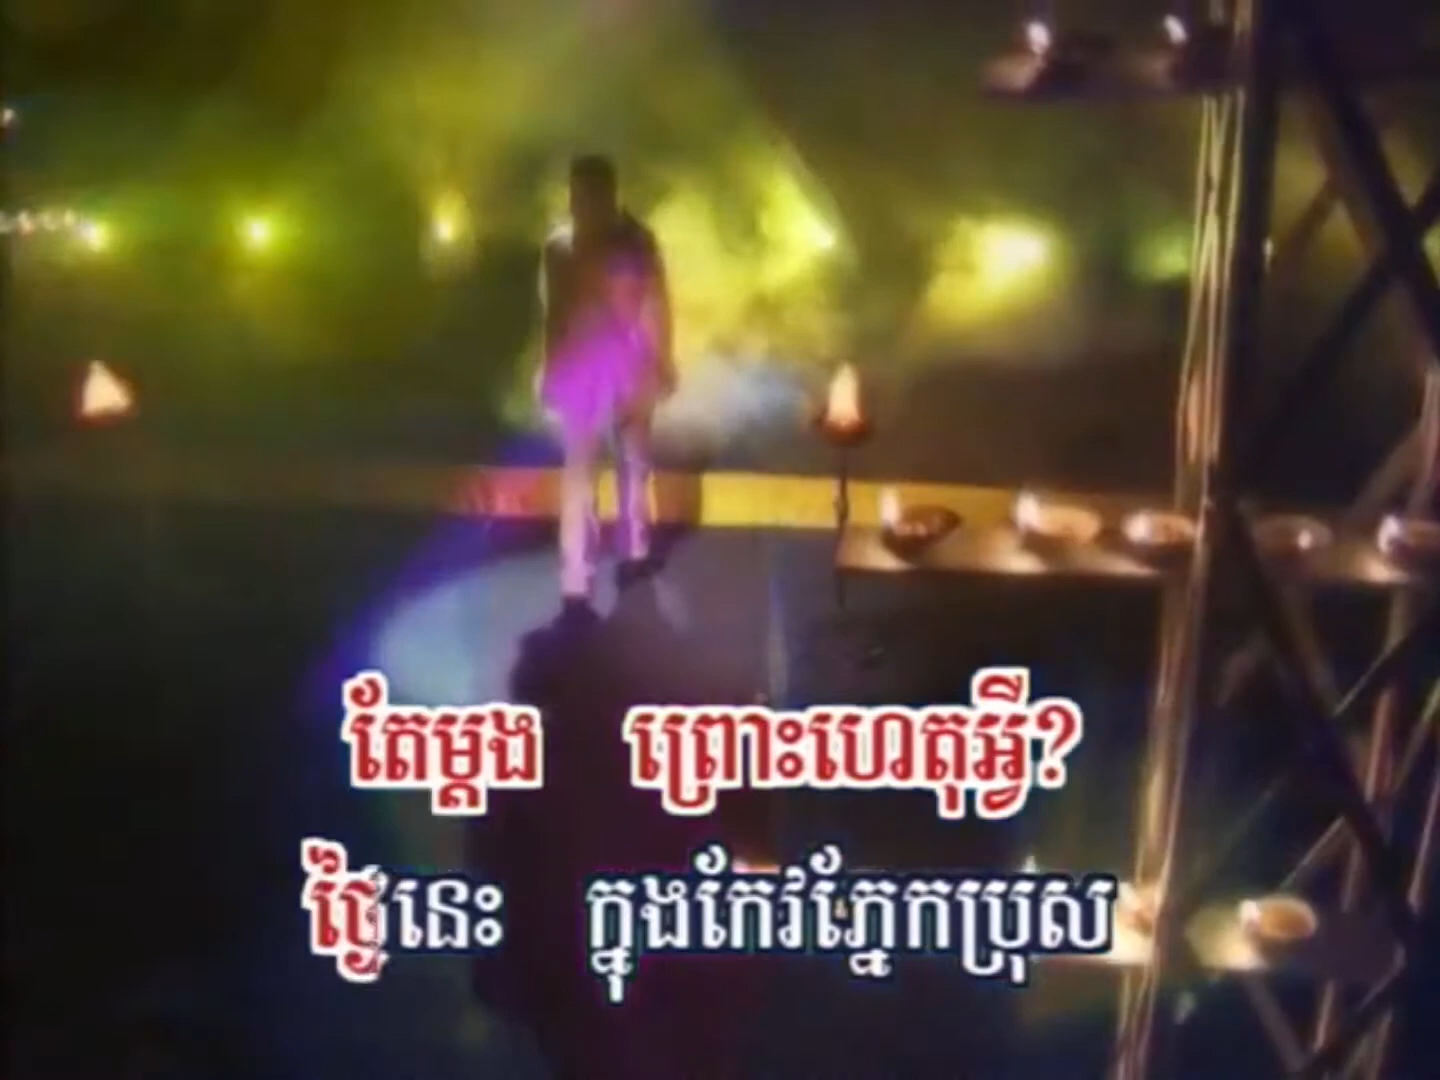 តែម្ដង ព្រោះហេតុអ្វី?
ថ្ងៃនេះ ក្នុងកែវភ្នែកប្រុស